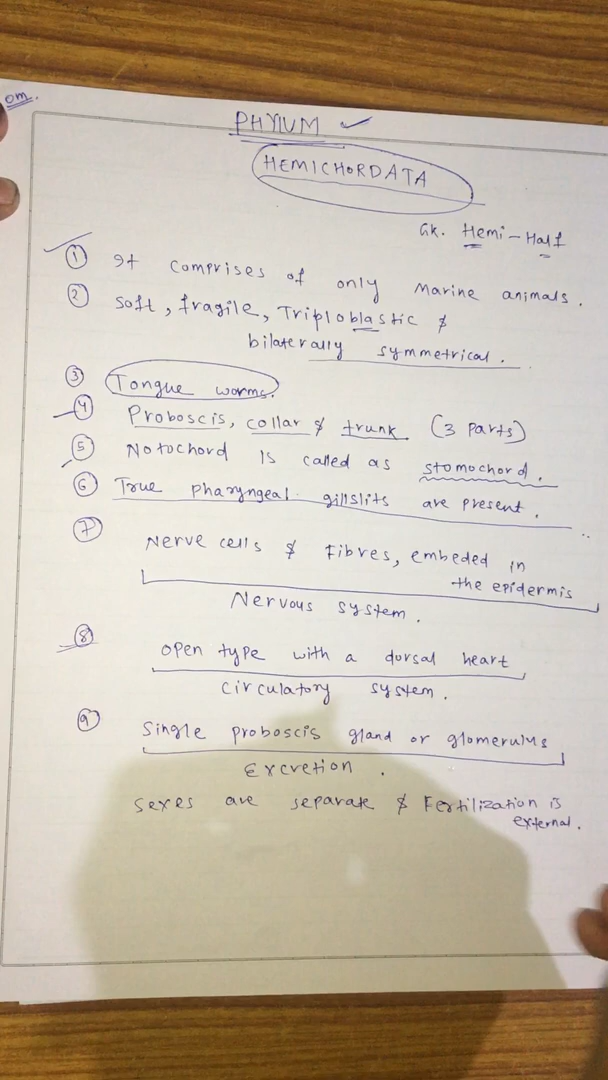 om.
PHYLUM ✓
HEMICHORDATA
Gk. Hemi - Half
① It comprises of only Marine animals.
② Soft, fragile, Triploblastic &
bilaterally symmetrical.
③ Tongue worms.
④ Proboscis, collar & trunk. (3 parts)
⑤ Notochord is called as stomochord.
⑥ True pharyngeal gillslits are present.
⑦ Nerve cells & Fibres, embeded in
the epidermis
Nervous system.
⑧ open type with a dorsal heart
circulatory system.
⑨ Single proboscis gland or glomerulus
Excretion.
Sexes are separate & Fertilization is
external.